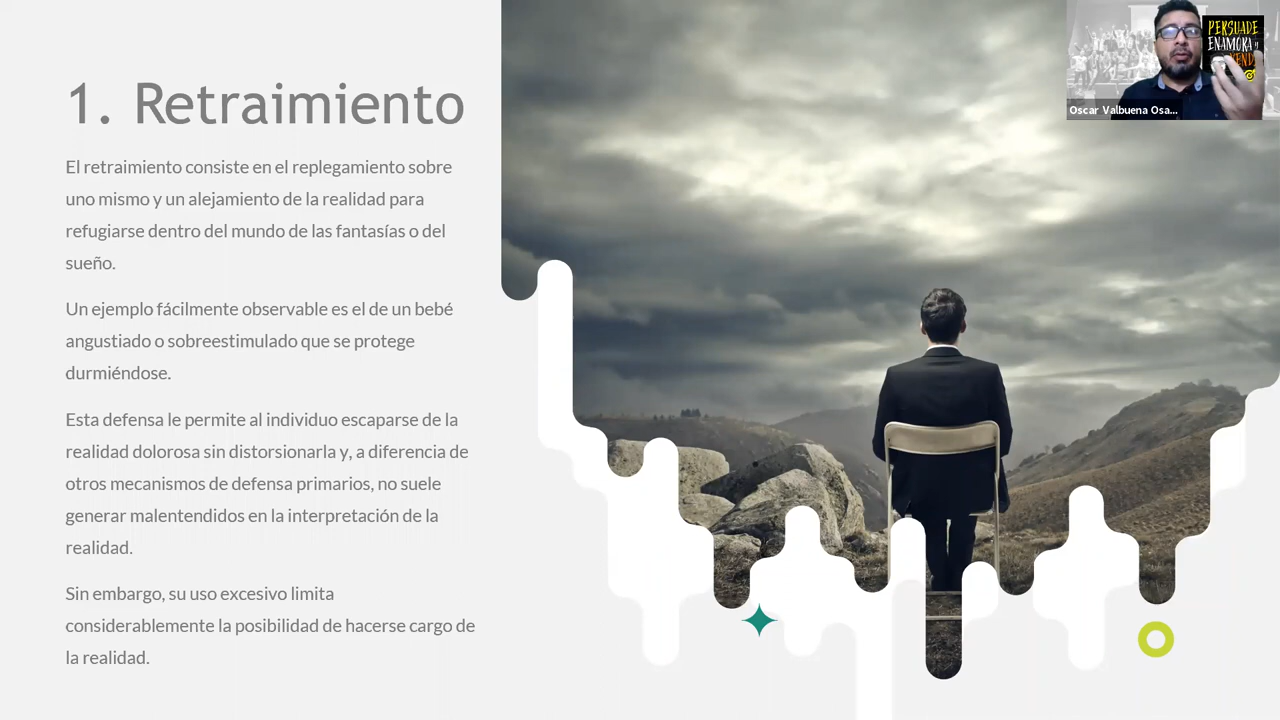 1. Retraimiento
El retraimiento consiste en el replegamiento sobre
uno mismo y un alejamiento de la realidad para
refugiarse dentro del mundo de las fantasías o del
sueño.
Un ejemplo fácilmente observable es el de un bebé
angustiado o sobreestimulado que se protege
durmiéndose.
Esta defensa le permite al individuo escaparse de la
realidad dolorosa sin distorsionarla y, a diferencia de
otros mecanismos de defensa primarios, no suele
generar malentendidos en la interpretación de la
realidad.
Sin embargo, su uso excesivo limita
considerablemente la posibilidad de hacerse cargo de
la realidad.
PERSUADE
ENAMORA y
Oscar Valbuena Osa...